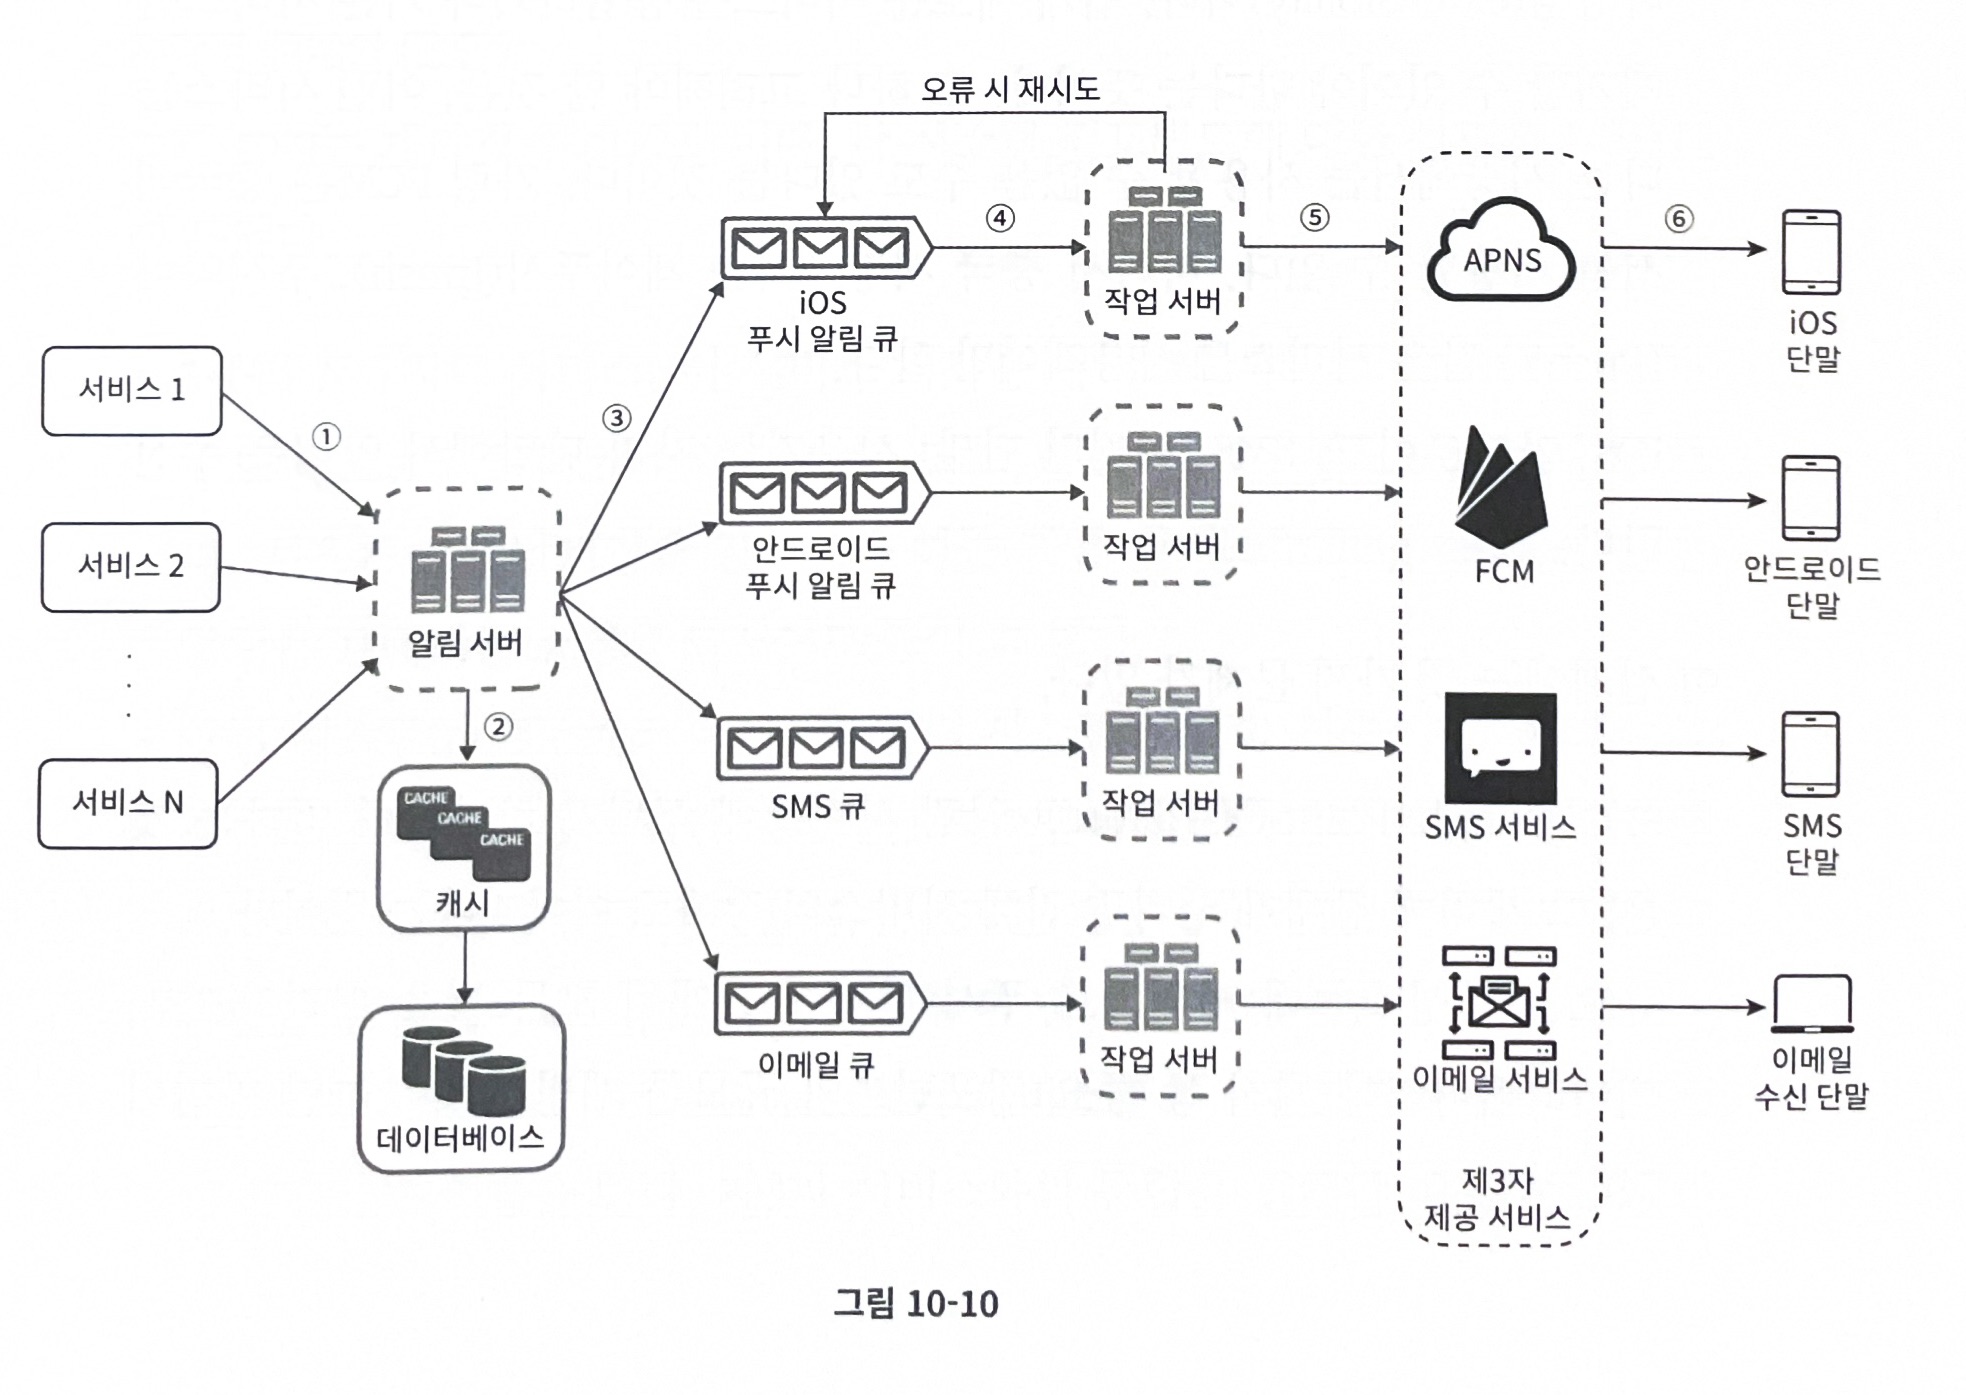 오류 시 재시도
④
⑤
⑥
APNS
iOS
푸시 알림 큐
작업 서버
iOS
단말
서비스 1
①
③
서비스 2
안드로이드
푸시 알림 큐
작업 서버
FCM
안드로이드
단말
알림 서버
②
서비스 N
SMS 큐
작업 서버
SMS 서비스
SMS
단말
CACHE
CACHE
CACHE
캐시
이메일 큐
작업 서버
이메일 서비스
이메일
수신 단말
데이터베이스
제3자
제공 서비스
그림 10-10